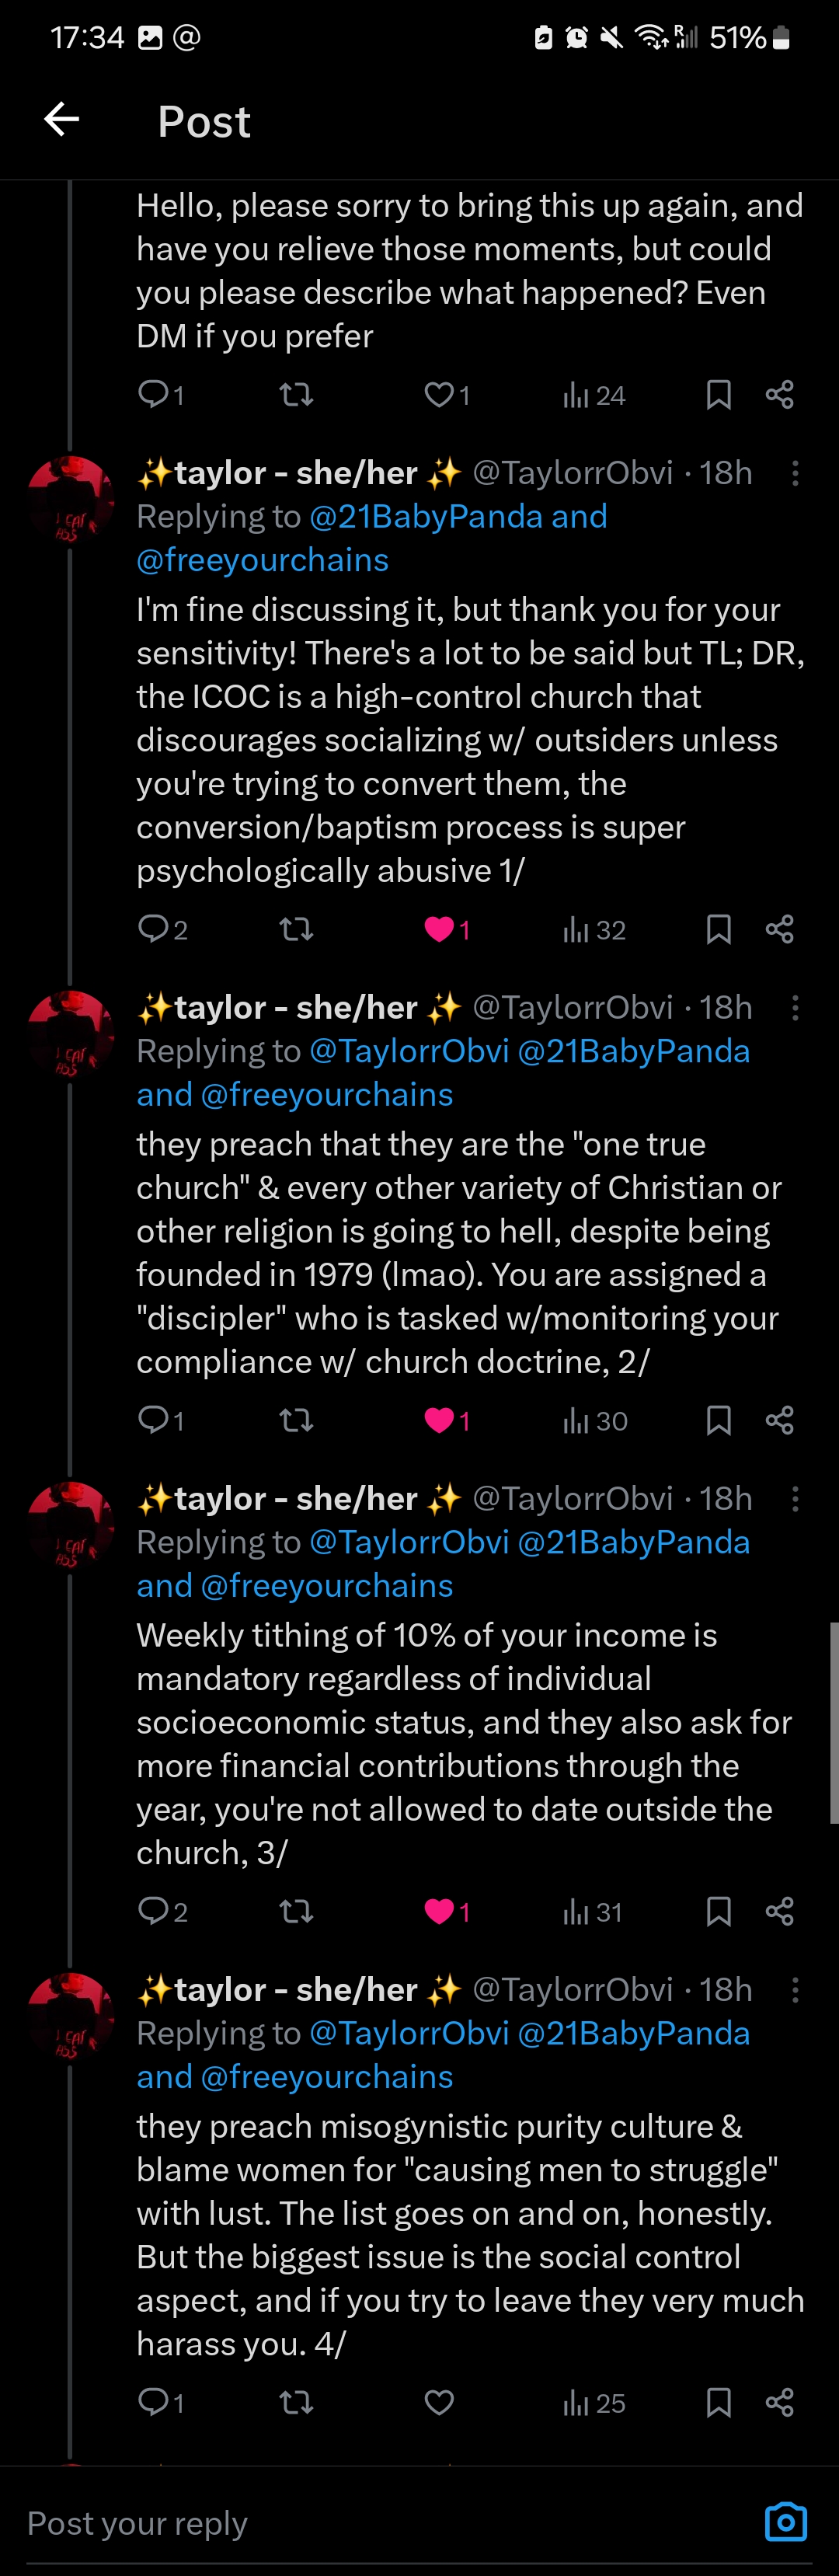 17:34 @ R 51%
Post
Hello, please sorry to bring this up again, and
have you relieve those moments, but could
you please describe what happened? Even
DM if you prefer
1 1 24
✨taylor - she/her ✨ @TaylorrObvi · 18h
Replying to @21BabyPanda and
@freeyourchains
I'm fine discussing it, but thank you for your
sensitivity! There's a lot to be said but TL; DR,
the ICOC is a high-control church that
discourages socializing w/ outsiders unless
you're trying to convert them, the
conversion/baptism process is super
psychologically abusive 1/
2 1 32
✨taylor - she/her ✨ @TaylorrObvi · 18h
Replying to @TaylorrObvi @21BabyPanda
and @freeyourchains
they preach that they are the "one true
church" & every other variety of Christian or
other religion is going to hell, despite being
founded in 1979 (lmao). You are assigned a
"discipler" who is tasked w/monitoring your
compliance w/ church doctrine, 2/
1 1 30
✨taylor - she/her ✨ @TaylorrObvi · 18h
Replying to @TaylorrObvi @21BabyPanda
and @freeyourchains
Weekly tithing of 10% of your income is
mandatory regardless of individual
socioeconomic status, and they also ask for
more financial contributions through the
year, you're not allowed to date outside the
church, 3/
2 1 31
✨taylor - she/her ✨ @TaylorrObvi · 18h
Replying to @TaylorrObvi @21BabyPanda
and @freeyourchains
they preach misogynistic purity culture &
blame women for "causing men to struggle"
with lust. The list goes on and on, honestly.
But the biggest issue is the social control
aspect, and if you try to leave they very much
harass you. 4/
1 25
Post your reply